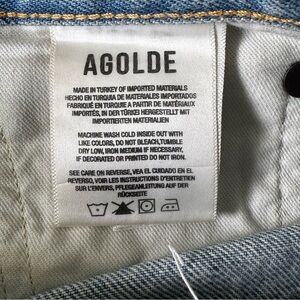 AGOLDE
MADE IN TURKEY OF IMPORTED MATERIALS
HECHO EN TURQUIA DE MATERIALES IMPORTADOS
FABRIQUÉ EN TURQUIE A PARTIR DE MATÉRIAUX
IMPORTÉS, IN DER TÜRKEI HERGESTELLT MIT
IMPORTIERTEN MATERIALIEN
MACHINE WASH COLD INSIDE OUT WITH
LIKE COLORS, DO NOT BLEACH,TUMBLE
DRY LOW, IRON MEDIUM IF NECESSARY.
IF DECORATED OR PRINTED DO NOT IRON.
SEE CARE ON REVERSE, VEA EL CUIDADO EN EL
REVERSO, VOIR LES INSTRUCTIONS D'ENTRETIEN
SUR L'ENVERS, PFLEGEANLEITUNG AUF DER
RÜCKSEITE